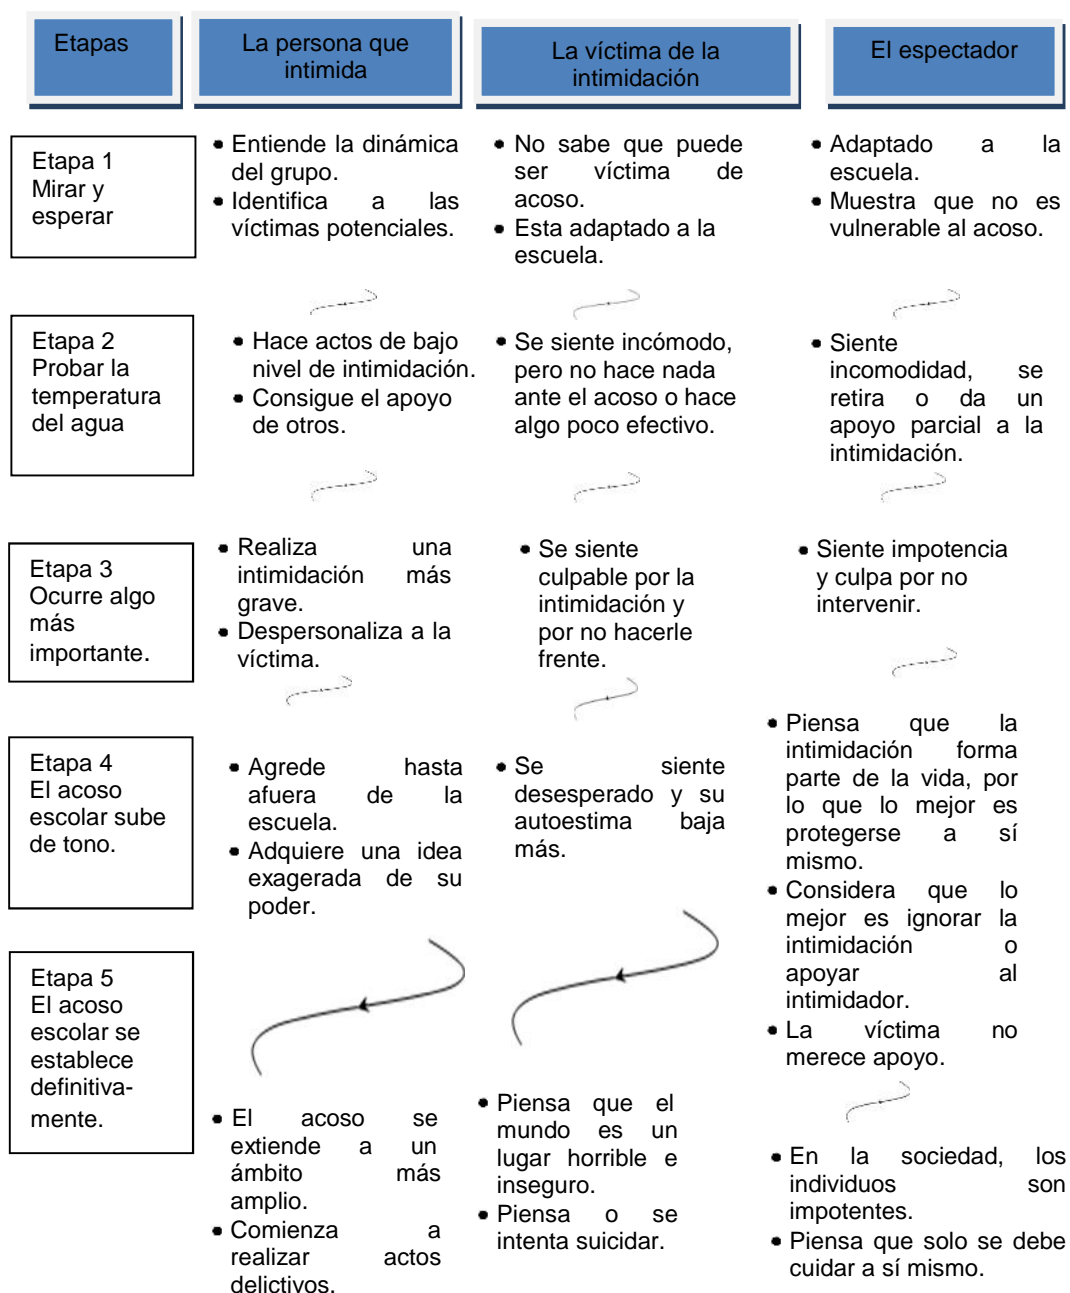 Etapas
La persona que
intimida
La víctima de la
intimidación
El espectador
Etapa 1
Mirar y
esperar
• Entiende la dinámica
del grupo.
• Identifica a las
víctimas potenciales.
• No sabe que puede
ser víctima de
acoso.
• Esta adaptado a la
escuela.
• Adaptado a la
escuela.
• Muestra que no es
vulnerable al acoso.
Etapa 2
Probar la
temperatura
del agua
• Hace actos de bajo
nivel de intimidación.
• Consigue el apoyo
de otros.
• Se siente incómodo,
pero no hace nada
ante el acoso o hace
algo poco efectivo.
• Siente
incomodidad, se
retira o da un
apoyo parcial a la
intimidación.
Etapa 3
Ocurre algo
más
importante.
• Realiza una
intimidación más
grave.
• Despersonaliza a la
víctima.
• Se siente
culpable por la
intimidación y
por no hacerle
frente.
• Siente impotencia
y culpa por no
intervenir.
Etapa 4
El acoso
escolar sube
de tono.
• Agrede hasta
afuera de la
escuela.
• Adquiere una idea
exagerada de su
poder.
• Se siente
desesperado y su
autoestima baja
más.
• Piensa que la
intimidación forma
parte de la vida, por
lo que lo mejor es
protegerse a sí
mismo.
• Considera que lo
mejor es ignorar la
intimidación o
apoyar al
intimidador.
• La víctima no
merece apoyo.
Etapa 5
El acoso
escolar se
establece
definitiva-
mente.
• El acoso se
extiende a un
ámbito más
amplio.
• Comienza a
realizar actos
delictivos.
• Piensa que el
mundo es un
lugar horrible e
inseguro.
• Piensa o se
intenta suicidar.
• En la sociedad, los
individuos son
impotentes.
• Piensa que solo se debe
cuidar a sí mismo.